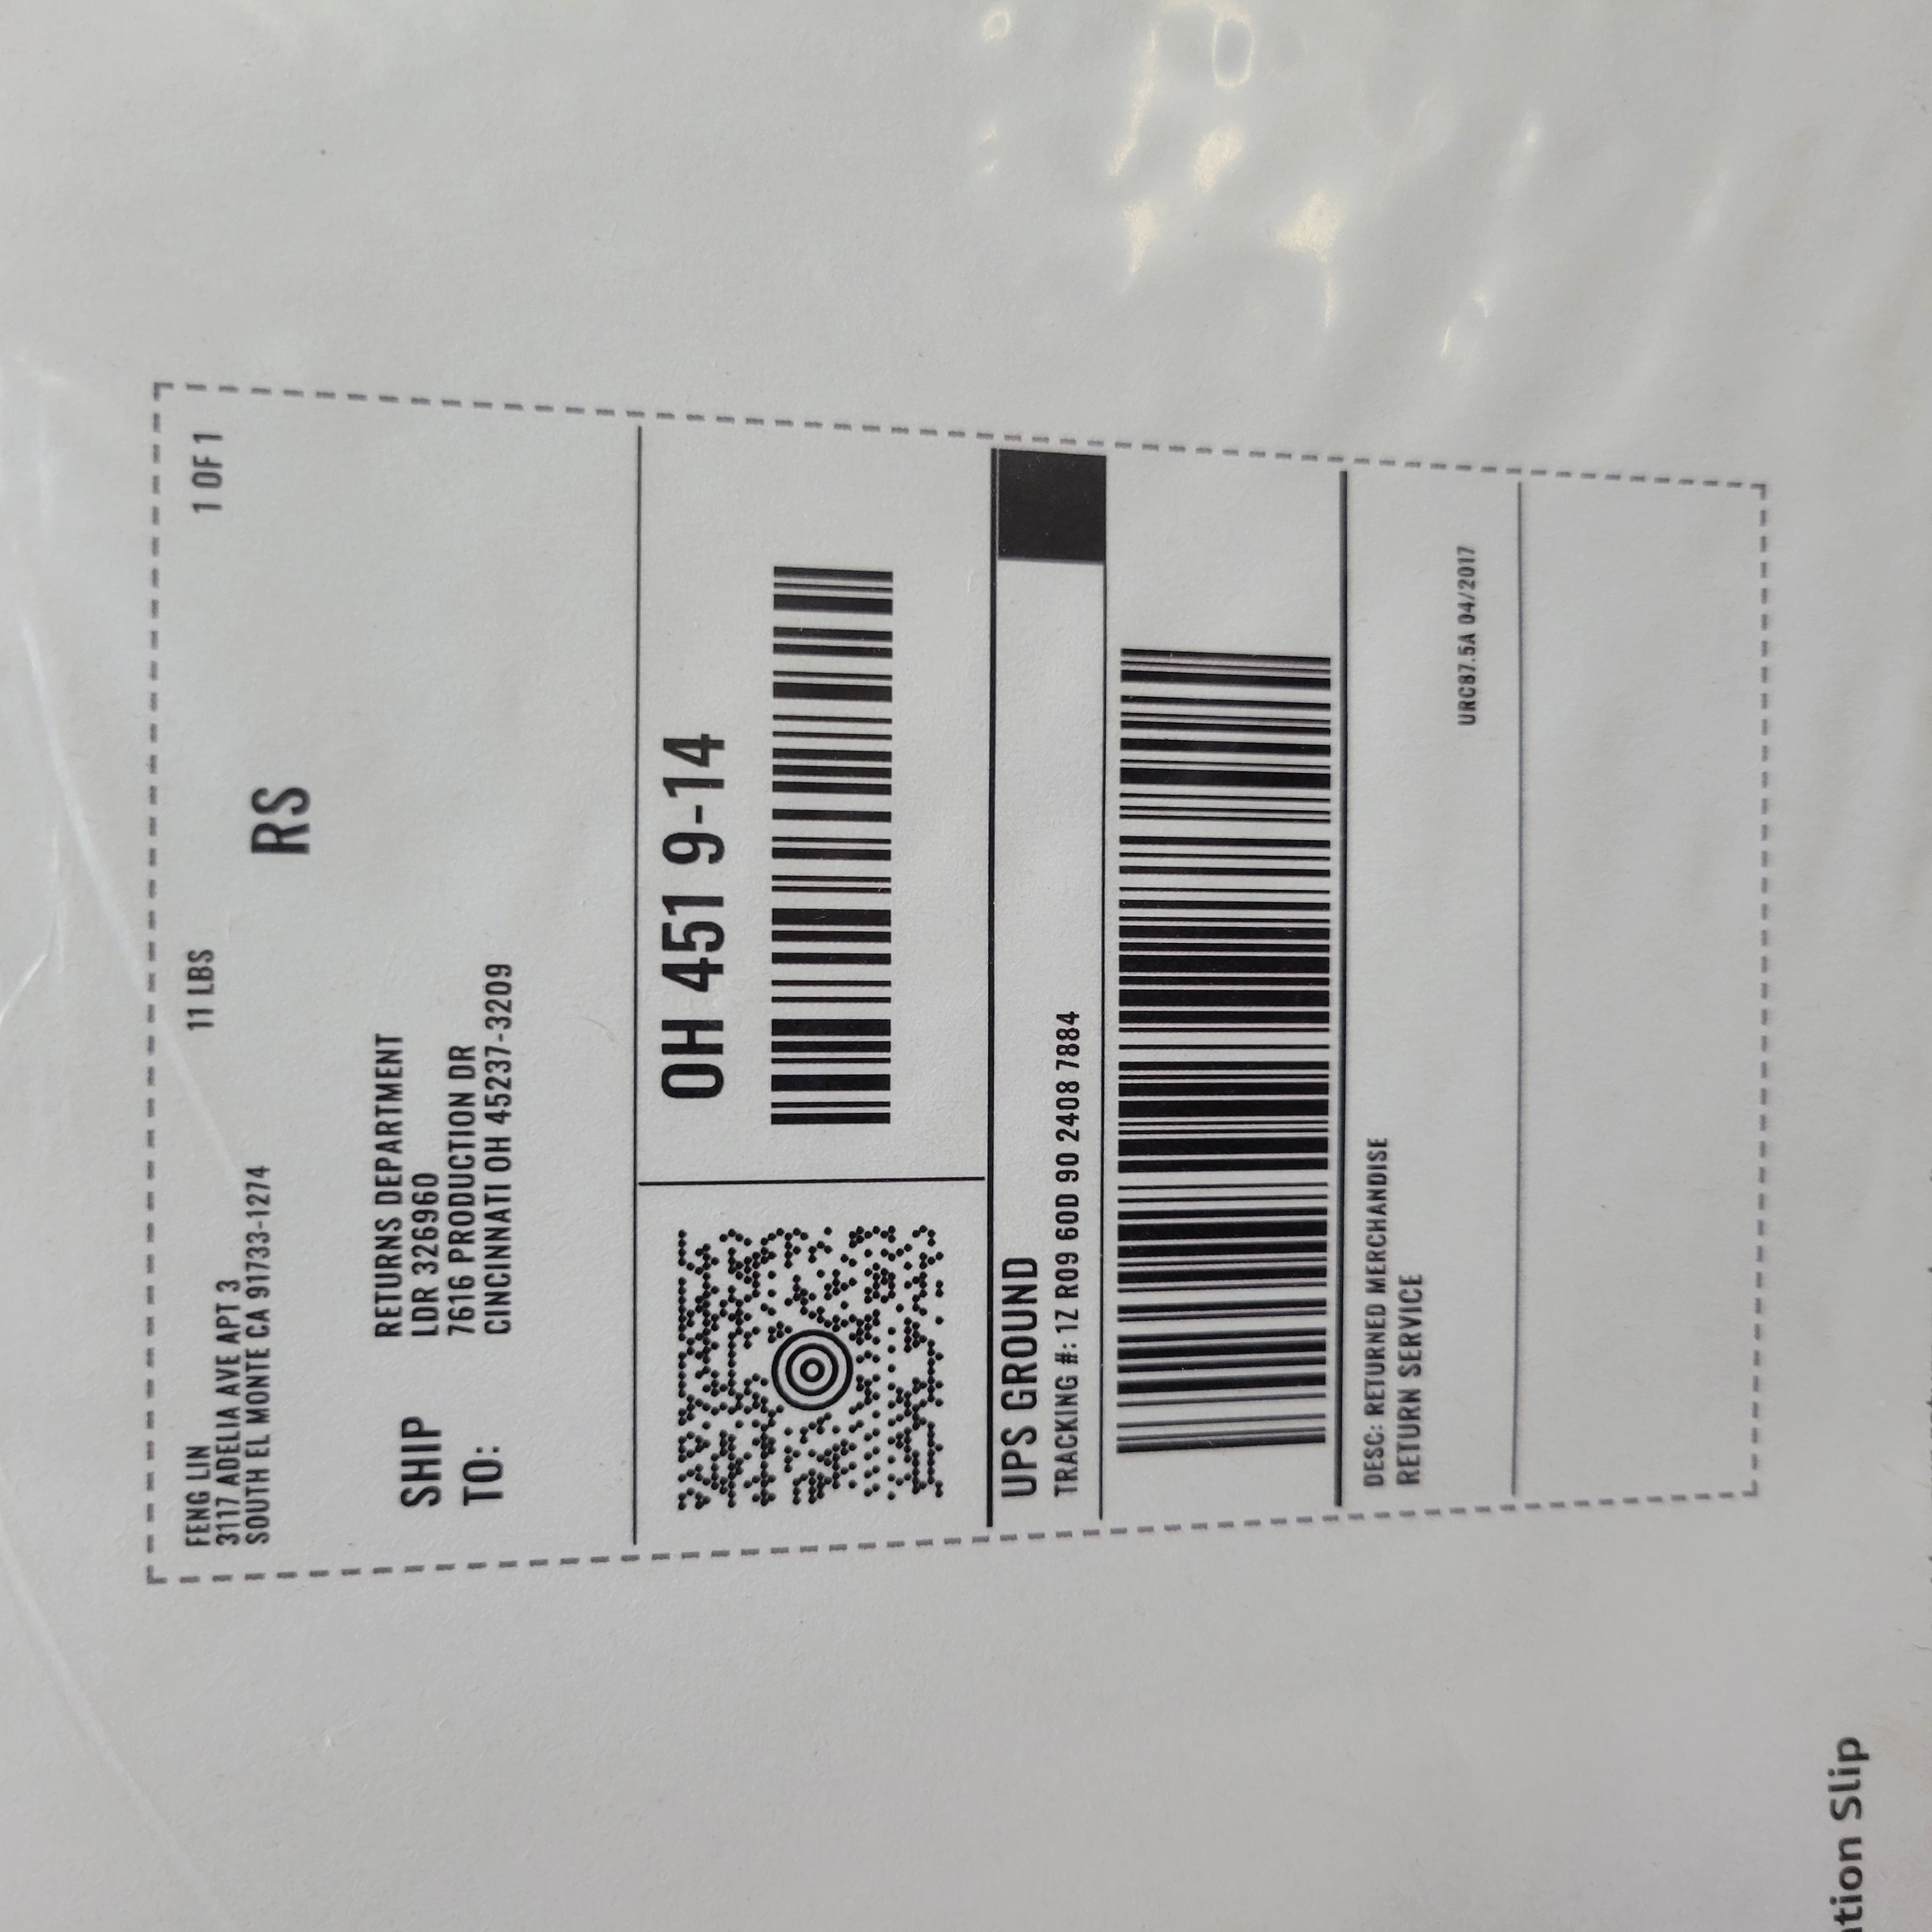 FENG LIN
3117 ADELIA AVE APT 3
SOUTH EL MONTE CA 91733-1274
11 LBS
1 OF 1
RS
SHIP
TO:
RETURNS DEPARTMENT
LDR 326960
7616 PRODUCTION DR
CINCINNATI OH 45237-3209
OH 451 9-14
UPS GROUND
TRACKING #: 1Z R09 60D 90 2408 7884
DESC: RETURNED MERCHANDISE
RETURN SERVICE
URC87.5A 04/2017
Slip